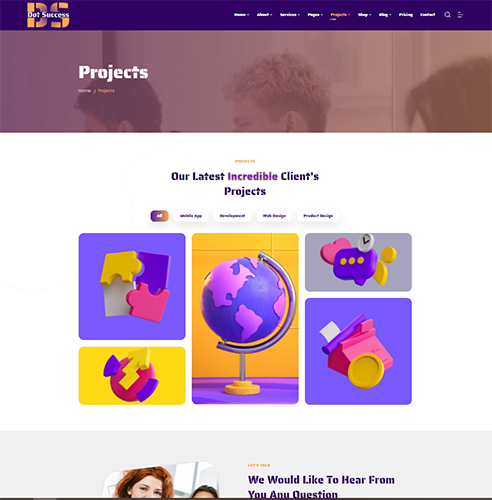 DS
Dot Success
Home About Services Pages Projects Shop Blog Pricing Contact
Projects
Home / Projects
PROJECTS
Our Latest Incredible Client's
Projects
All Mobile App Development Web Design Product Design
LET'S TALK
We Would Like To Hear From
You Any Question